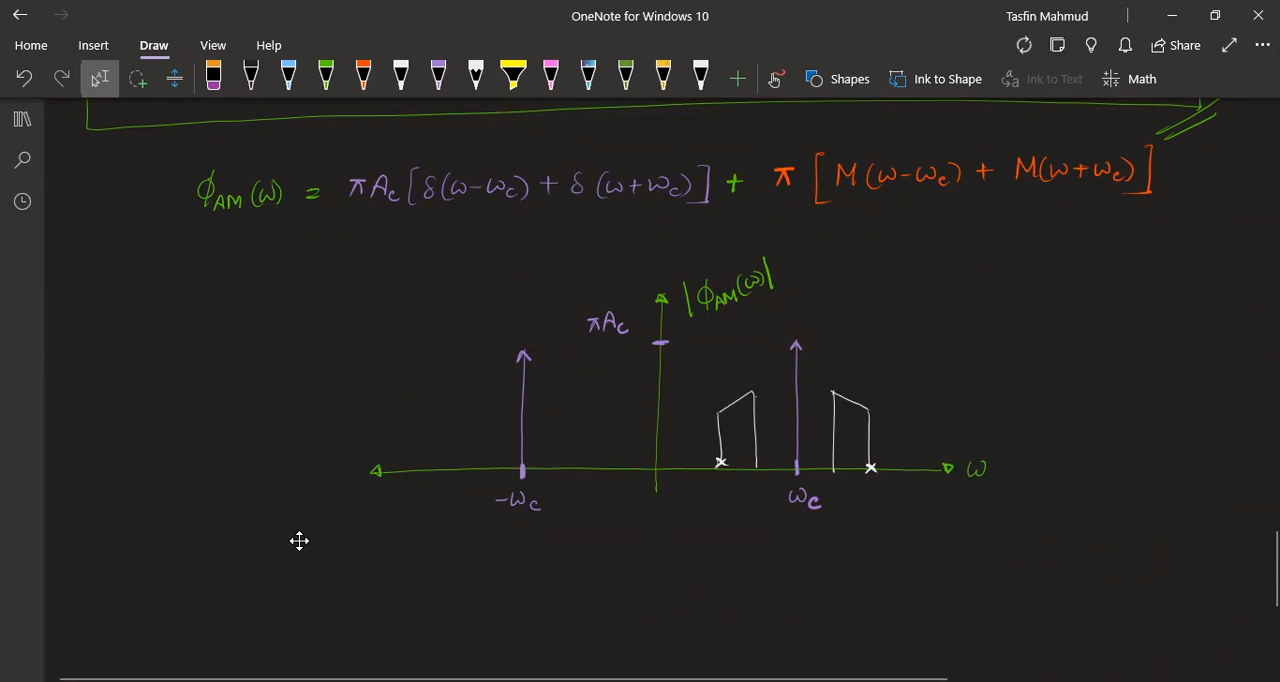 OneNote for Windows 10
Tasfin Mahmud
Home Insert Draw View Help
Share
Shapes Ink to Shape Ink to Text Math
ϕAM(ω) = πAc[δ(ω-ωc) + δ(ω+ωc)] + π[M(ω-ωc) + M(ω+ωc)]
|ϕAM(ω)|
πAc
ω
-ωc ωc